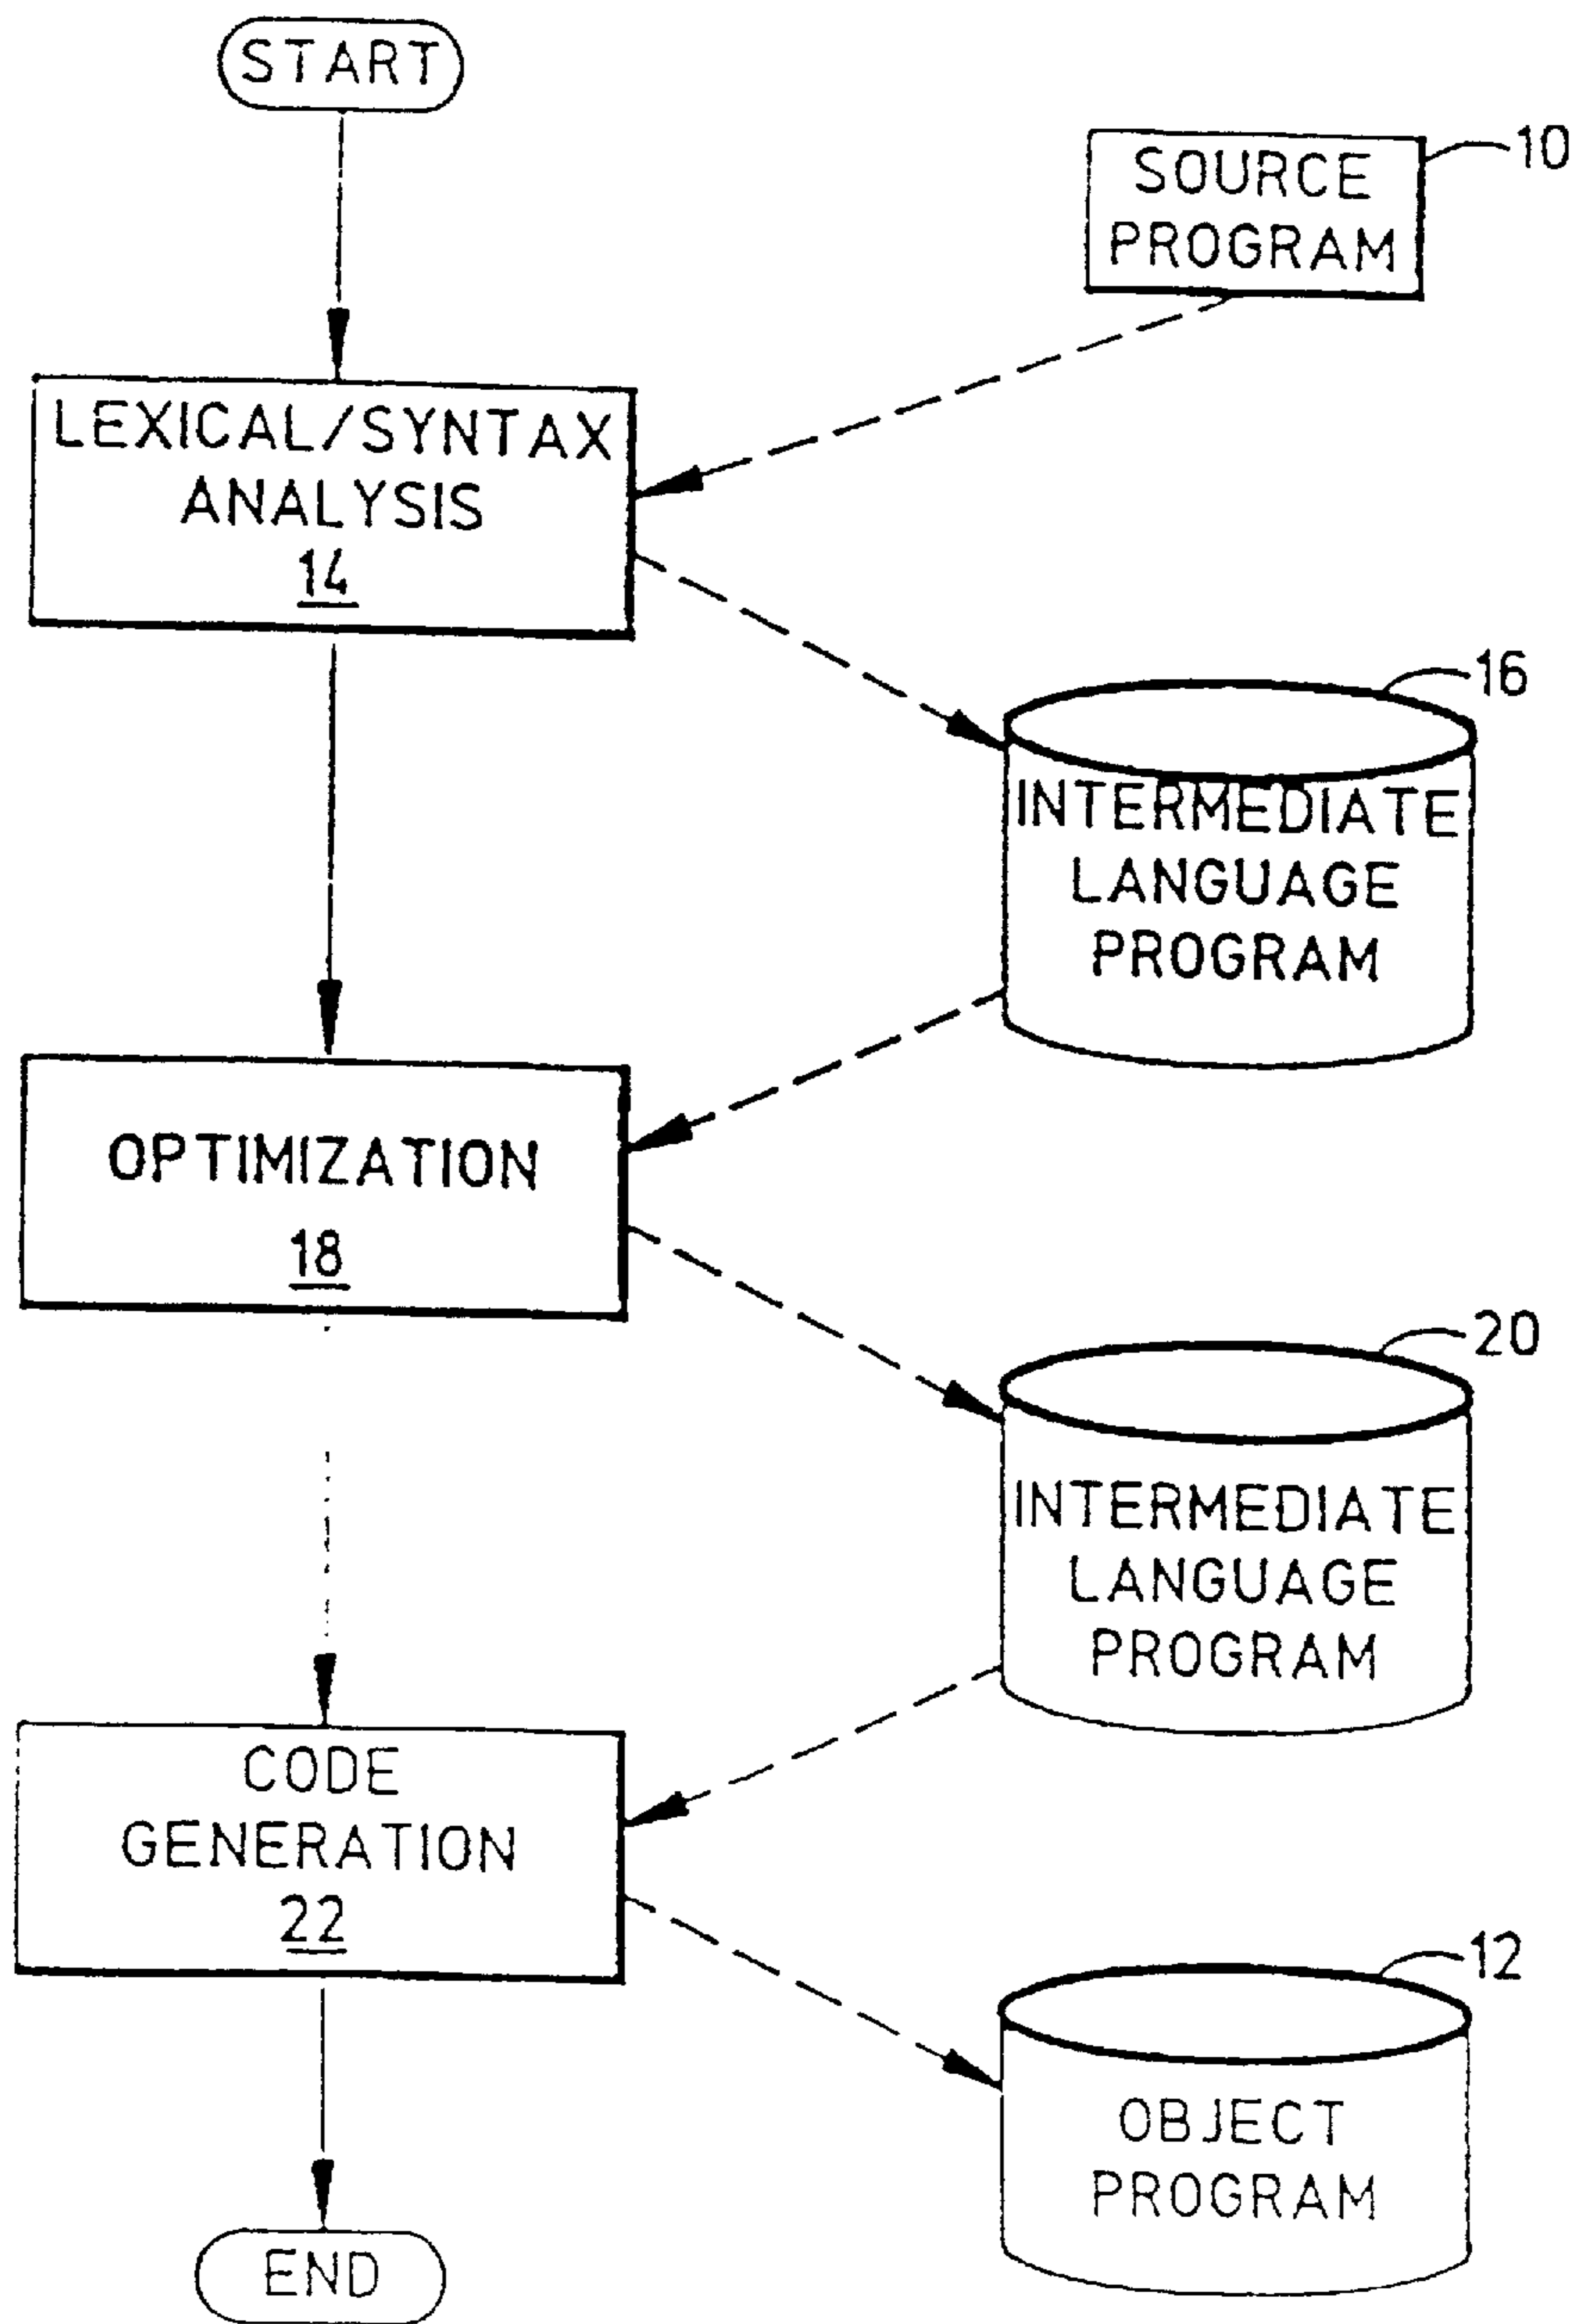 START
SOURCE
PROGRAM
10
LEXICAL/SYNTAX
ANALYSIS
14
16
INTERMEDIATE
LANGUAGE
PROGRAM
OPTIMIZATION
18
20
INTERMEDIATE
LANGUAGE
PROGRAM
CODE
GENERATION
22
12
OBJECT
PROGRAM
END